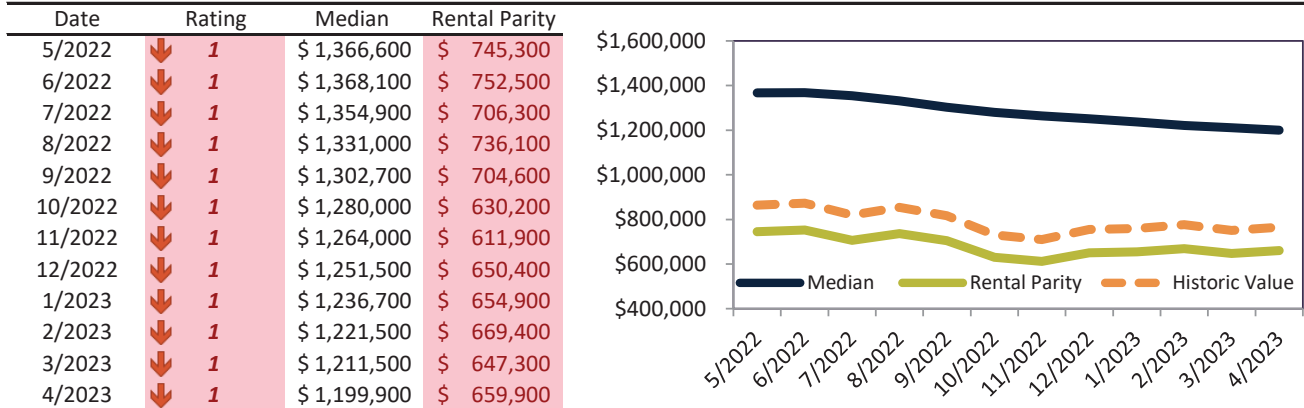 Date Rating Median Rental Parity
5/2022 1 $ 1,366,600 $ 745,300
6/2022 1 $ 1,368,100 $ 752,500
7/2022 1 $ 1,354,900 $ 706,300
8/2022 1 $ 1,331,000 $ 736,100
9/2022 1 $ 1,302,700 $ 704,600
10/2022 1 $ 1,280,000 $ 630,200
11/2022 1 $ 1,264,000 $ 611,900
12/2022 1 $ 1,251,500 $ 650,400
1/2023 1 $ 1,236,700 $ 654,900
2/2023 1 $ 1,221,500 $ 669,400
3/2023 1 $ 1,211,500 $ 647,300
4/2023 1 $ 1,199,900 $ 659,900
$1,600,000
$1,400,000
$1,200,000
$1,000,000
$800,000
$600,000
$400,000
Median Rental Parity Historic Value
5/2022 6/2022 7/2022 8/2022 9/2022 10/2022 11/2022 12/2022 1/2023 2/2023 3/2023 4/2023